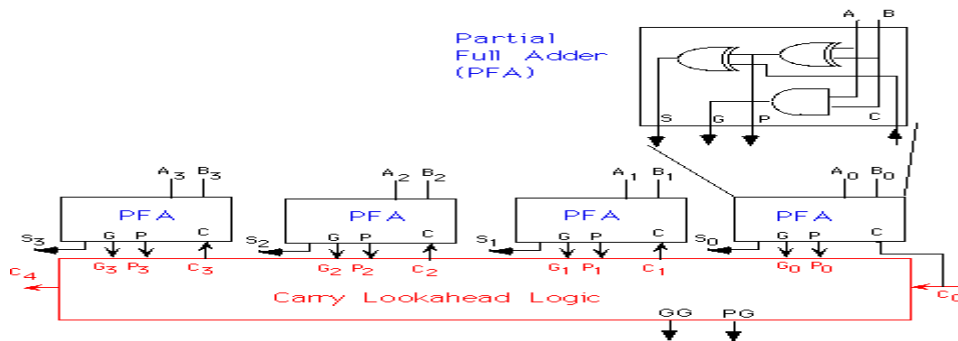 A B
Partial
Full Adder
(PFA)
S G P C
A3 B3 A2 B2 A1 B1 A0 B0
PFA PFA PFA PFA
G P C G P C G P C G P C
S3 S2 S1 S0
C4 G3 P3 C3 G2 P2 C2 G1 P1 C1 G0 P0 C0
Carry Lookahead Logic
GG PG